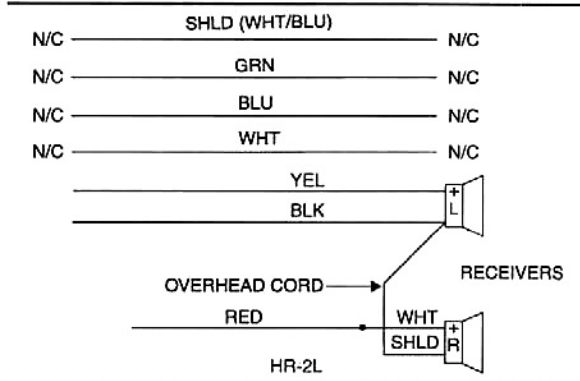 SHLD (WHT/BLU)
N/C N/C
GRN
N/C N/C
BLU
N/C N/C
WHT
N/C N/C
YEL
+
BLK
L
RECEIVERS
OVERHEAD CORD
RED WHT +
SHLD R
HR-2L